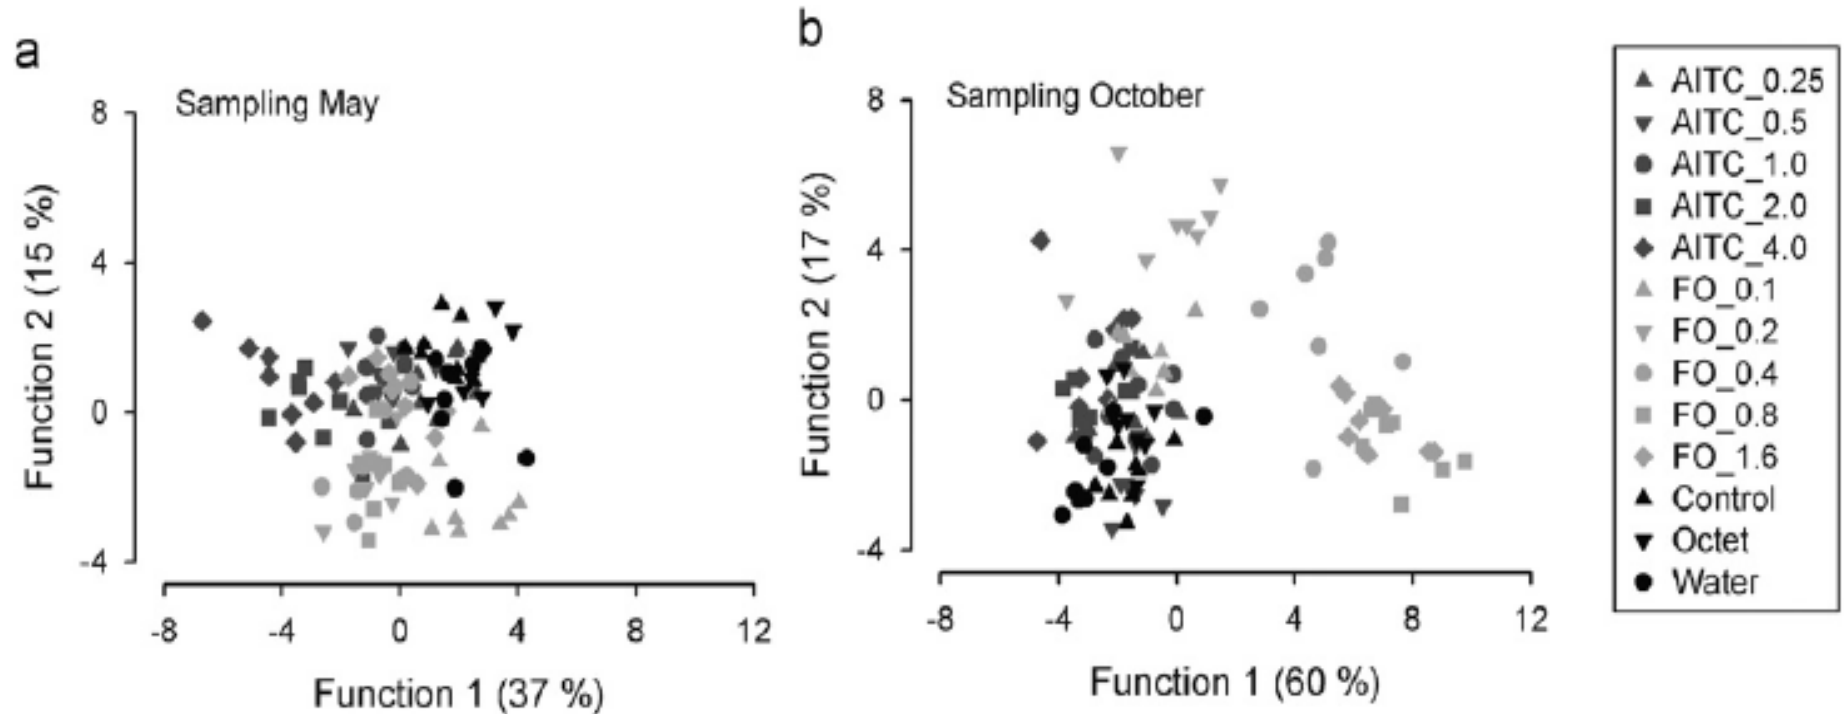 a
Sampling May
8
4
0
-4
Function 2 (15 %)
-8 -4 0 4 8 12
Function 1 (37 %)
b
Sampling October
8
4
0
-4
Function 2 (17 %)
-8 -4 0 4 8 12
Function 1 (60 %)
AITC_0.25
AITC_0.5
AITC_1.0
AITC_2.0
AITC_4.0
FO_0.1
FO_0.2
FO_0.4
FO_0.8
FO_1.6
Control
Octet
Water